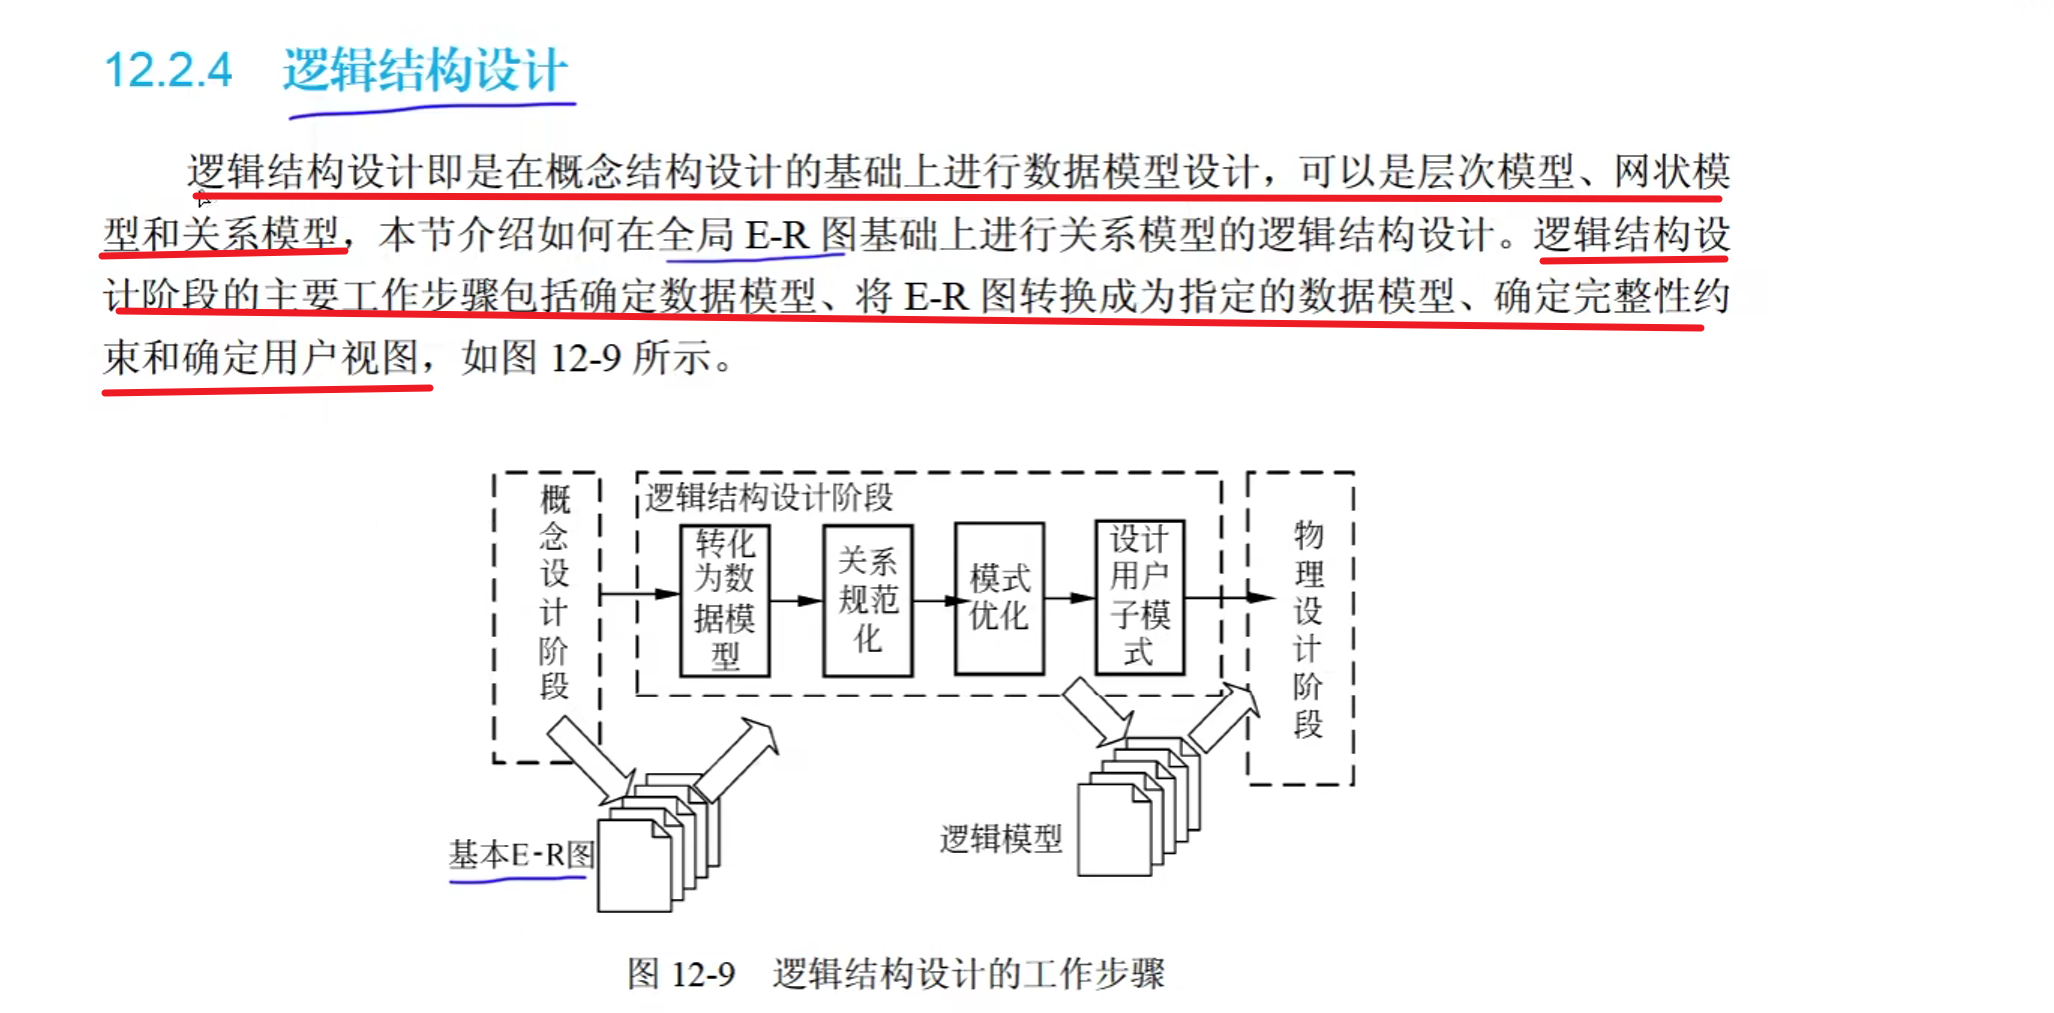 12.2.4 逻辑结构设计
逻辑结构设计即是在概念结构设计的基础上进行数据模型设计，可以是层次模型、网状模
型和关系模型，本节介绍如何在全局 E-R 图基础上进行关系模型的逻辑结构设计。逻辑结构设
计阶段的主要工作步骤包括确定数据模型、将 E-R 图转换成为指定的数据模型、确定完整性约
束和确定用户视图，如图 12-9 所示。
概
念
设
计
阶
段
逻辑结构设计阶段
转化
为数
据模
型
关系
规范
化
模式
优化
设计
用户
子模
式
物
理
设
计
阶
段
基本E-R图
逻辑模型
图 12-9 逻辑结构设计的工作步骤